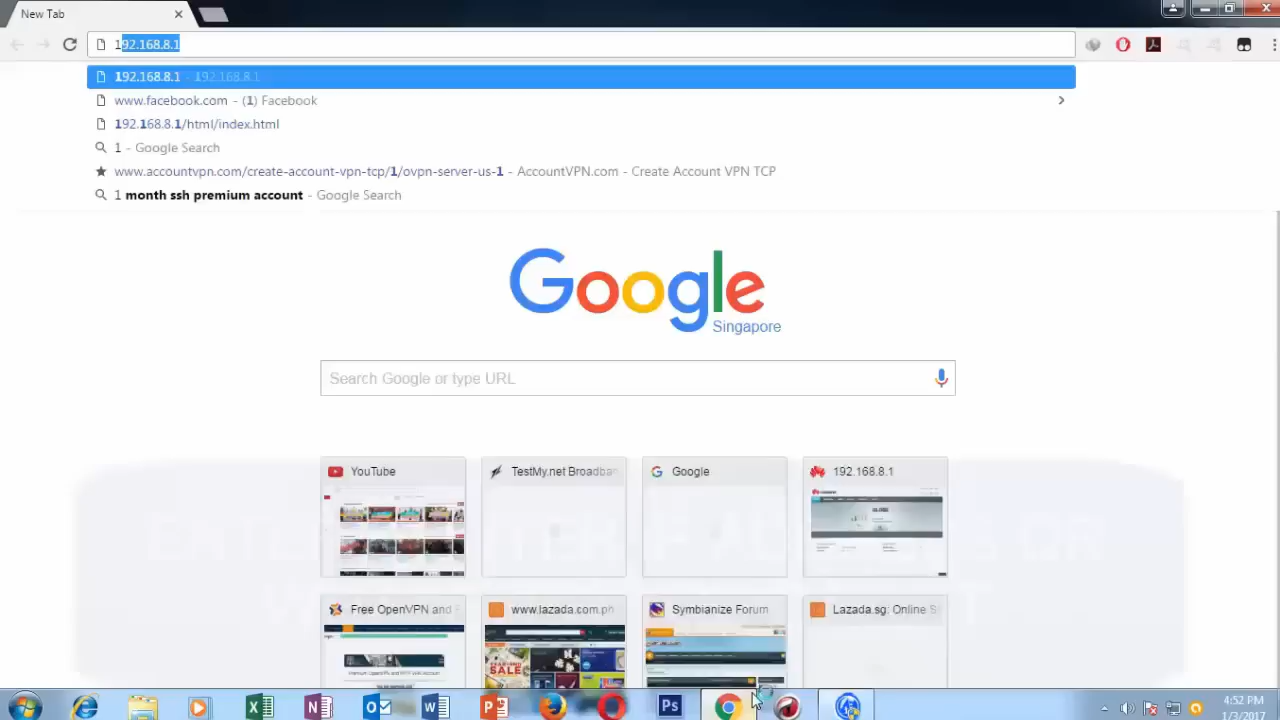 New Tab
192.168.8.1
192.168.8.1 - 192.168.8.1
www.facebook.com - (1) Facebook
192.168.8.1/html/index.html
1 - Google Search
www.accountvpn.com/create-account-vpn-tcp/1/ovpn-server-us-1 - AccountVPN.com - Create Account VPN TCP
1 month ssh premium account - Google Search
Google
Singapore
Search Google or type URL
YouTube
TestMy.net Broadban
Google
192.168.8.1
Free OpenVPN and
www.lazada.com.ph
Symbianize Forum
Lazada.sg: Online S
4:52 PM
1/3/2017